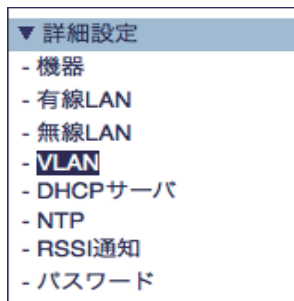 ▼ 詳細設定
- 機器
- 有線LAN
- 無線LAN
- VLAN
- DHCPサーバ
- NTP
- RSSI通知
- パスワード